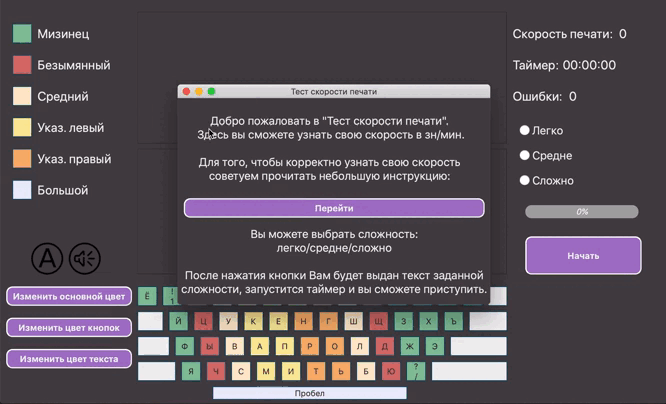 Мизинец
Безымянный
Средний
Указ. левый
Указ. правый
Большой
A
Изменить основной цвет
Изменить цвет кнопок
Изменить цвет текста
Тест скорости печати
Добро пожаловать в "Тест скорости печати".
Здесь вы сможете узнать свою скорость в зн/мин.
Для того, чтобы корректно узнать свою скорость
советуем прочитать небольшую инструкцию:
Перейти
Вы можете выбрать сложность:
легко/средне/сложно
После нажатия кнопки Вам будет выдан текст заданной
сложности, запустится таймер и вы сможете приступить.
Скорость печати: 0
Таймер: 00:00:00
Ошибки: 0
Легко
Средне
Сложно
0%
Начать
Ё ! 1
Й Ц У К Е Н Г Ш Щ З Х Ъ
Ф Ы В А П Р О Л Д Ж Э
Я Ч С М И Т Ь Б Ю ? /
Пробел